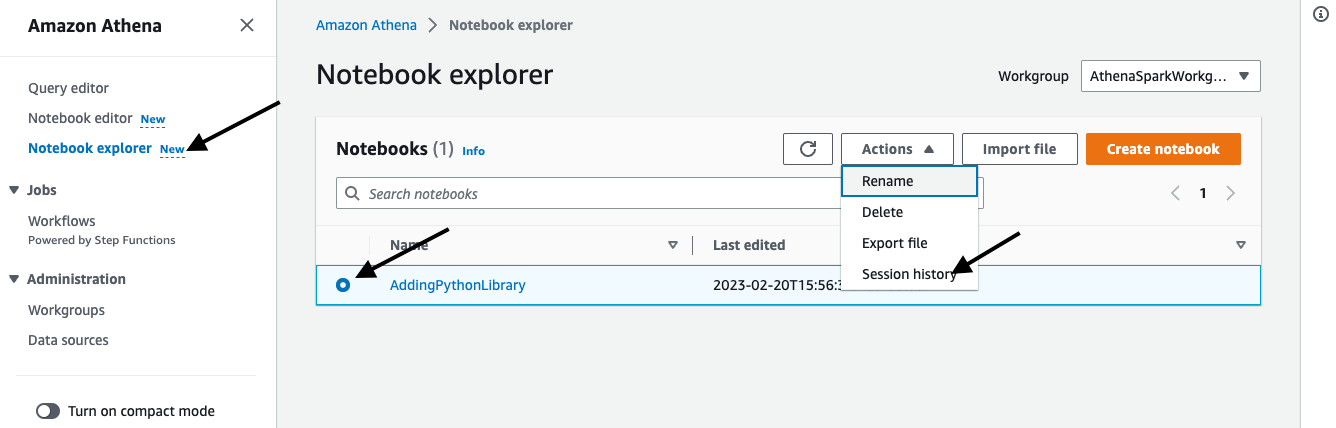 Amazon Athena
Query editor
Notebook editor New
Notebook explorer New
Jobs
Workflows
Powered by Step Functions
Administration
Workgroups
Data sources
Turn on compact mode
Amazon Athena > Notebook explorer
Notebook explorer
Workgroup AthenaSparkWorkg...
Notebooks (1) Info
Actions
Import file
Create notebook
Rename
Delete
Export file
Session history
Search notebooks
1
Name
Last edited
AddingPythonLibrary
2023-02-20T15:56:3